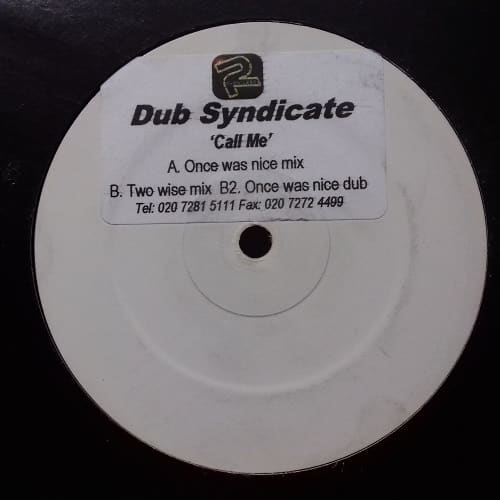 Dub Syndicate
'Call Me'
A. Once was nice mix
B. Two wise mix B2. Once was nice dub
Tel: 020 7281 5111 Fax: 020 7272 4499